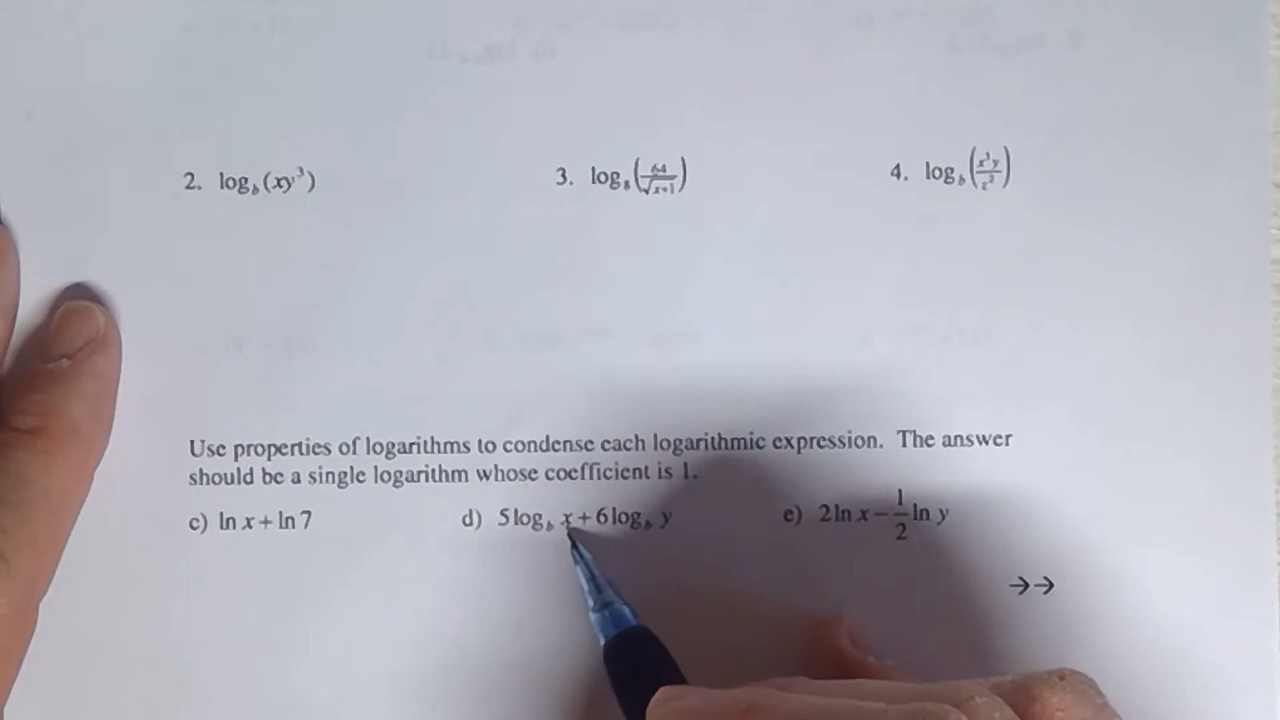 2. log_b(xy^3) 3. log_8(64/√(x+1)) 4. log_b(x^3y/z^2)
Use properties of logarithms to condense each logarithmic expression. The answer
should be a single logarithm whose coefficient is 1.
c) ln x + ln 7 d) 5 log_b x + 6 log_b y e) 2 ln x − 1/2 ln y
→→